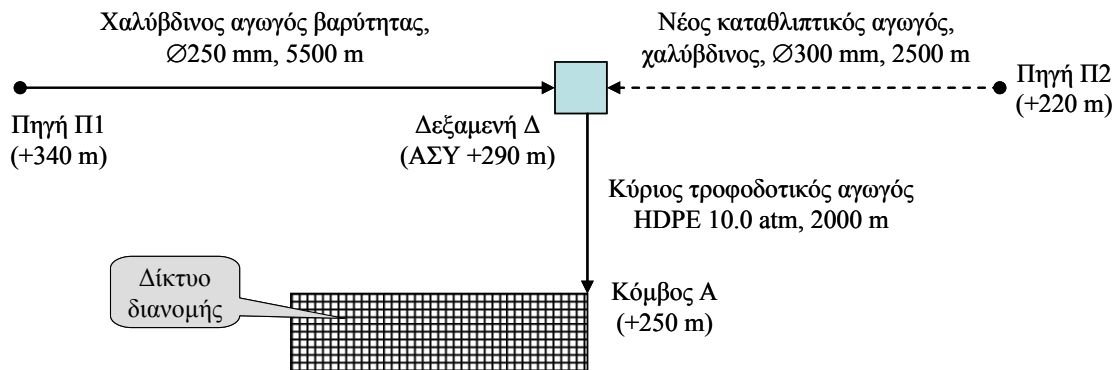 Χαλύβδινος αγωγός βαρύτητας,
∅250 mm, 5500 m
Νέος καταθλιπτικός αγωγός,
χαλύβδινος, ∅300 mm, 2500 m
Πηγή Π1
(+340 m)
Δεξαμενή Δ
(ΑΣΥ +290 m)
Πηγή Π2
(+220 m)
Κύριος τροφοδοτικός αγωγός
HDPE 10.0 atm, 2000 m
Δίκτυο
διανομής
Κόμβος Α
(+250 m)